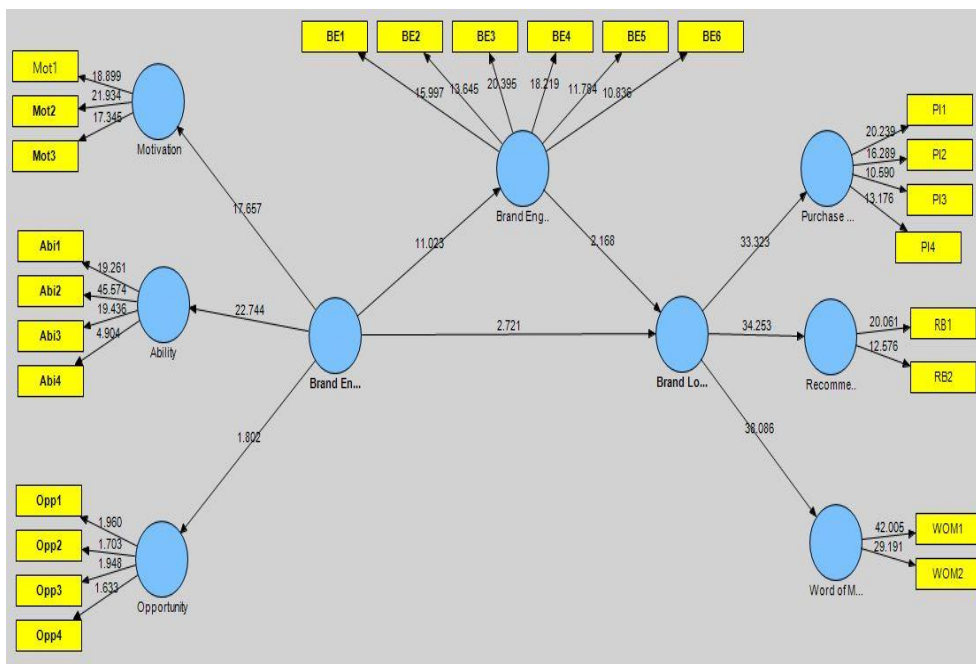 BE1
BE2
BE3
BE4
BE5
BE6
15.997
13.645
20.395
18.219
11.784
10.836
Brand Eng..
Mot1
Mot2
Mot3
18.899
21.934
17.345
Motivation
17.657
Abi1
Abi2
Abi3
Abi4
19.261
45.574
19.436
4.904
Ability
22.744
Opp1
Opp2
Opp3
Opp4
1.960
1.703
1.948
1.633
Opportunity
1.802
Brand En...
11.023
2.721
2.168
Brand Lo...
33.323
34.253
38.086
PI1
PI2
PI3
PI4
20.239
16.289
10.590
13.176
Purchase ...
RB1
RB2
20.061
12.576
Recomme..
WOM1
WOM2
42.005
29.191
Word of M...